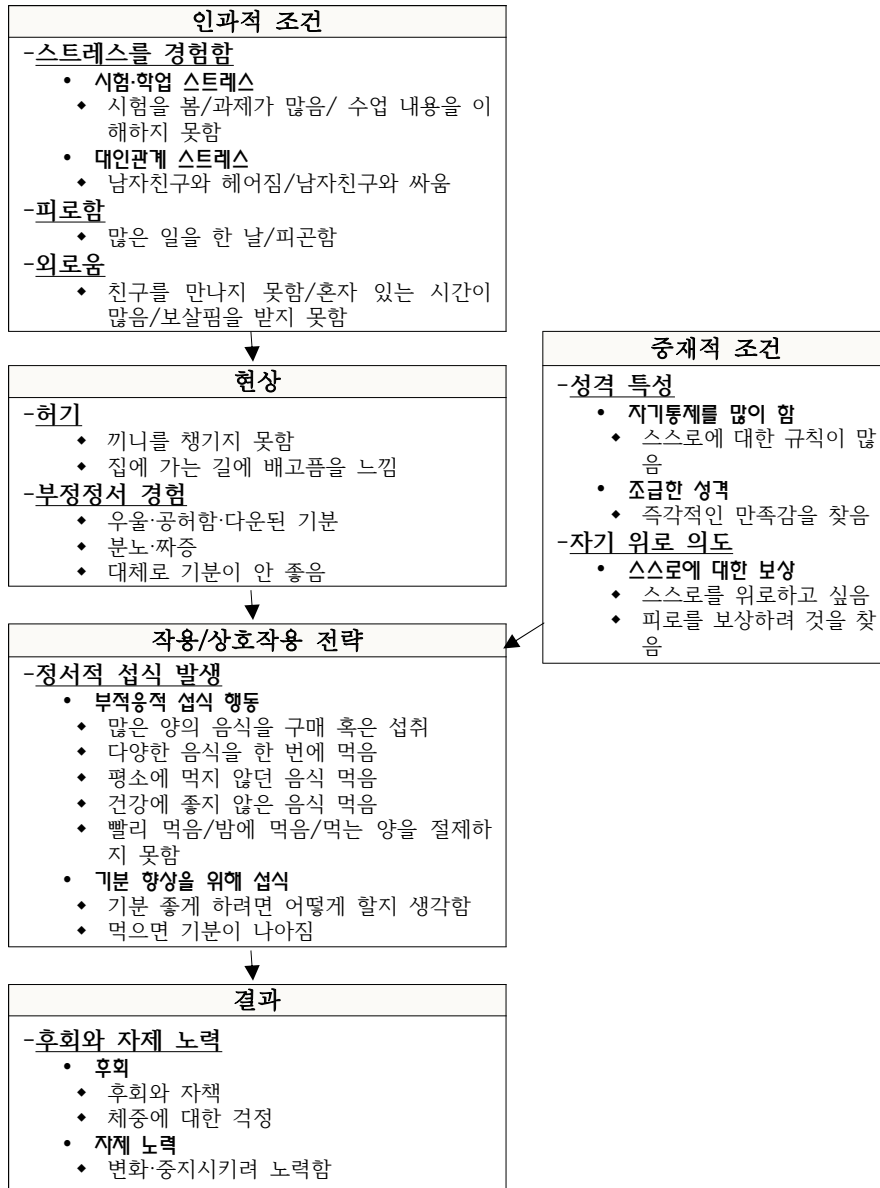 인과적 조건
-스트레스를 경험함
• 시험·학업 스트레스
◆ 시험을 봄/과제가 많음/ 수업 내용을 이
해하지 못함
• 대인관계 스트레스
◆ 남자친구와 헤어짐/남자친구와 싸움
-피로함
◆ 많은 일을 한 날/피곤함
-외로움
◆ 친구를 만나지 못함/혼자 있는 시간이
많음/보살핌을 받지 못함
현상
-허기
◆ 끼니를 챙기지 못함
◆ 집에 가는 길에 배고픔을 느낌
-부정정서 경험
◆ 우울·공허함·다운된 기분
◆ 분노·짜증
◆ 대체로 기분이 안 좋음
중재적 조건
-성격 특성
• 자기통제를 많이 함
◆ 스스로에 대한 규칙이 많
음
• 조급한 성격
◆ 즉각적인 만족감을 찾음
-자기 위로 의도
• 스스로에 대한 보상
◆ 스스로를 위로하고 싶음
◆ 피로를 보상하려 것을 찾
음
작용/상호작용 전략
-정서적 섭식 발생
• 부적응적 섭식 행동
◆ 많은 양의 음식을 구매 혹은 섭취
◆ 다양한 음식을 한 번에 먹음
◆ 평소에 먹지 않던 음식 먹음
◆ 건강에 좋지 않은 음식 먹음
◆ 빨리 먹음/밤에 먹음/먹는 양을 절제하
지 못함
• 기분 향상을 위해 섭식
◆ 기분 좋게 하려면 어떻게 할지 생각함
◆ 먹으면 기분이 나아짐
결과
-후회와 자제 노력
• 후회
◆ 후회와 자책
◆ 체중에 대한 걱정
• 자제 노력
◆ 변화·중지시키려 노력함